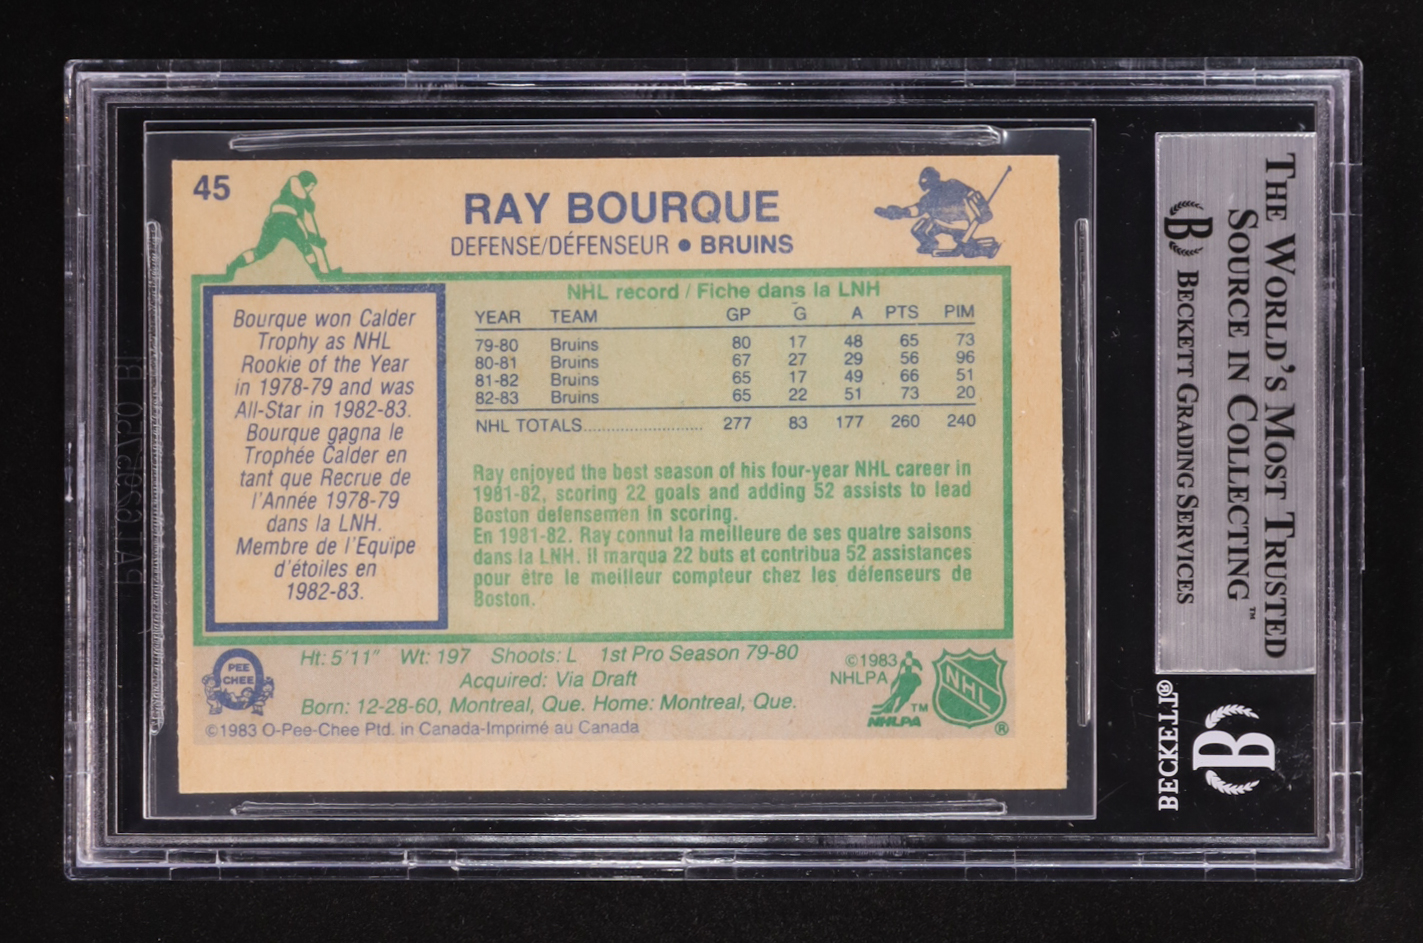 45
RAY BOURQUE
DEFENSE/DÉFENSEUR • BRUINS
Bourque won Calder
Trophy as NHL
Rookie of the Year
in 1978-79 and was
All-Star in 1982-83.
Bourque gagna le
Trophée Calder en
tant que Recrue de
l'Année 1978-79
dans la LNH.
Membre de l'Equipe
d'étoiles en
1982-83.
NHL record / Fiche dans la LNH
YEAR TEAM GP G A PTS PIM
79-80 Bruins 80 17 48 65 73
80-81 Bruins 67 27 29 56 96
81-82 Bruins 65 17 49 66 51
82-83 Bruins 65 22 51 73 20
NHL TOTALS........................ 277 83 177 260 240
Ray enjoyed the best season of his four-year NHL career in
1981-82, scoring 22 goals and adding 52 assists to lead
Boston defensemen in scoring.
En 1981-82. Ray connut la meilleure de ses quatre saisons
dans la LNH. Il marqua 22 buts et contribua 52 assistances
pour être le meilleur compteur chez les défenseurs de
Boston.
PEE
CHEE
Ht: 5'11" Wt: 197 Shoots: L 1st Pro Season 79-80
Acquired: Via Draft
Born: 12-28-60, Montreal, Que. Home: Montreal, Que.
©1983 O-Pee-Chee Ptd. in Canada-Imprimé au Canada
©1983
NHLPA
NHLPA
™
NHL
®
THE WORLD'S MOST TRUSTED
SOURCE IN COLLECTING™
B BECKETT GRADING SERVICES
BECKETT®
B